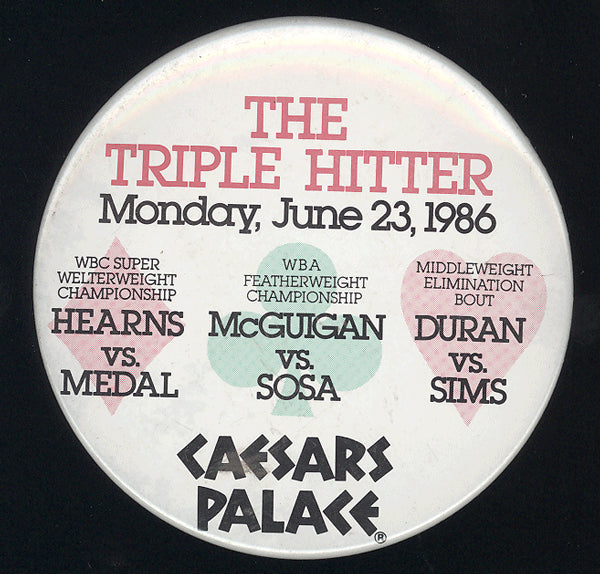 THE
TRIPLE HITTER
Monday, June 23, 1986
WBC SUPER
WELTERWEIGHT
CHAMPIONSHIP
HEARNS
vs.
MEDAL
WBA
FEATHERWEIGHT
CHAMPIONSHIP
McGUIGAN
vs.
SOSA
MIDDLEWEIGHT
ELIMINATION
BOUT
DURAN
vs.
SIMS
CAESARS
PALACE®